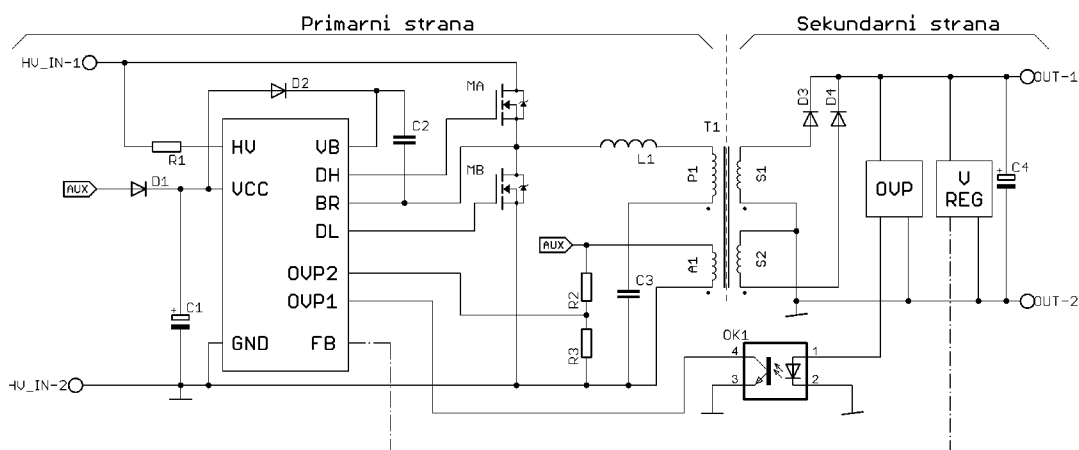 Primarni strana
Sekundarni strana
HV_IN-1
D2
MA
C2
T1
D3
D4
OUT-1
R1
HV
VB
DH
L1
MB
P1
S1
OVP
V
REG
+
C4
AUX
D1
VCC
BR
DL
AUX
A1
S2
OVP2
R2
C3
OVP1
+
C1
OUT-2
GND
FB
R3
OK1
4
1
HV_IN-2
3
2